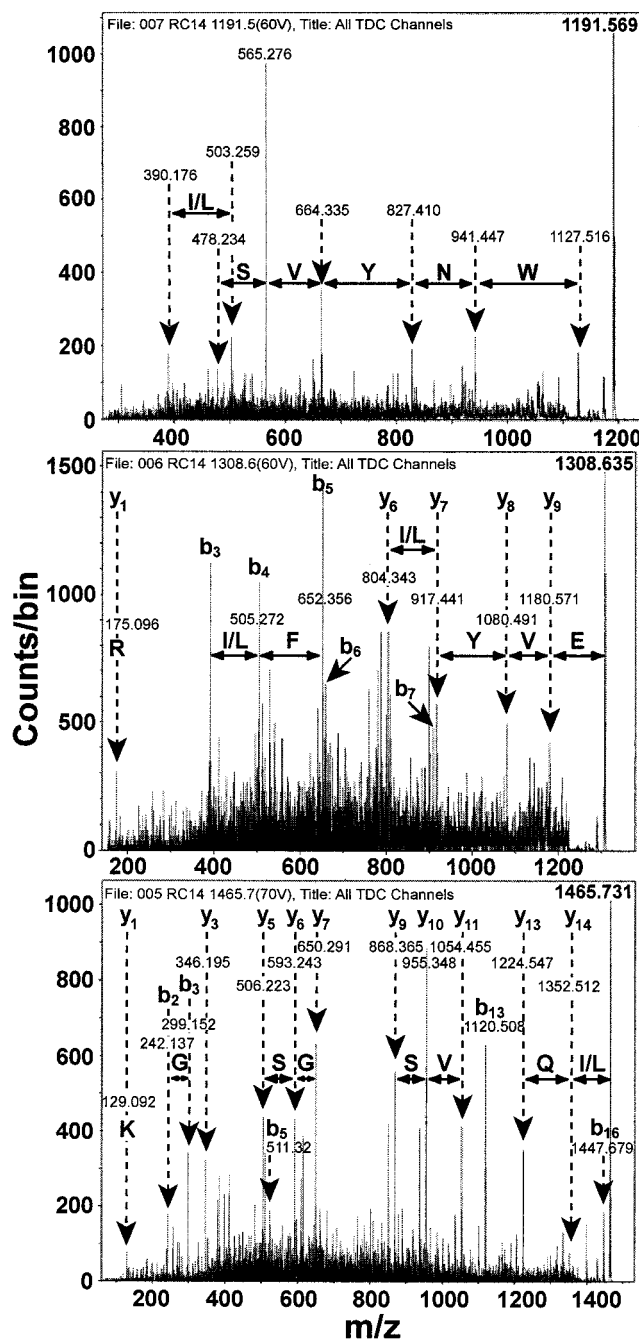 File: 007 RC14 1191.5(60V), Title: All TDC Channels 1191.569
1000
800
600
400
200
0
565.276
503.259
390.176
I/L
478.234
664.335
827.410
941.447
1127.516
S V Y N W
400 600 800 1000 1200
File: 006 RC14 1308.6(60V), Title: All TDC Channels 1308.635
1500
1000
500
0
b5
y1
y6 y7 y8 y9
b3
b4
I/L
804.343
652.356
917.441
1180.571
175.096
505.272
1080.491
R
I/L F
b6
Y V E
b7
200 400 600 800 1000 1200
File: 005 RC14 1465.7(70V), Title: All TDC Channels 1465.731
1000
800
600
400
200
0
y1 y3 y5 y6 y7 y9 y10 y11 y13 y14
650.291
868.365
1054.455
1224.547
346.195
593.243
955.348
b3
506.223
1352.512
b2
299.152
b13
1120.508
242.137
G S G S V Q I/L
129.092
K
b5
511.32
b16
1447.679
200 400 600 800 1000 1200 1400
Counts/bin
m/z